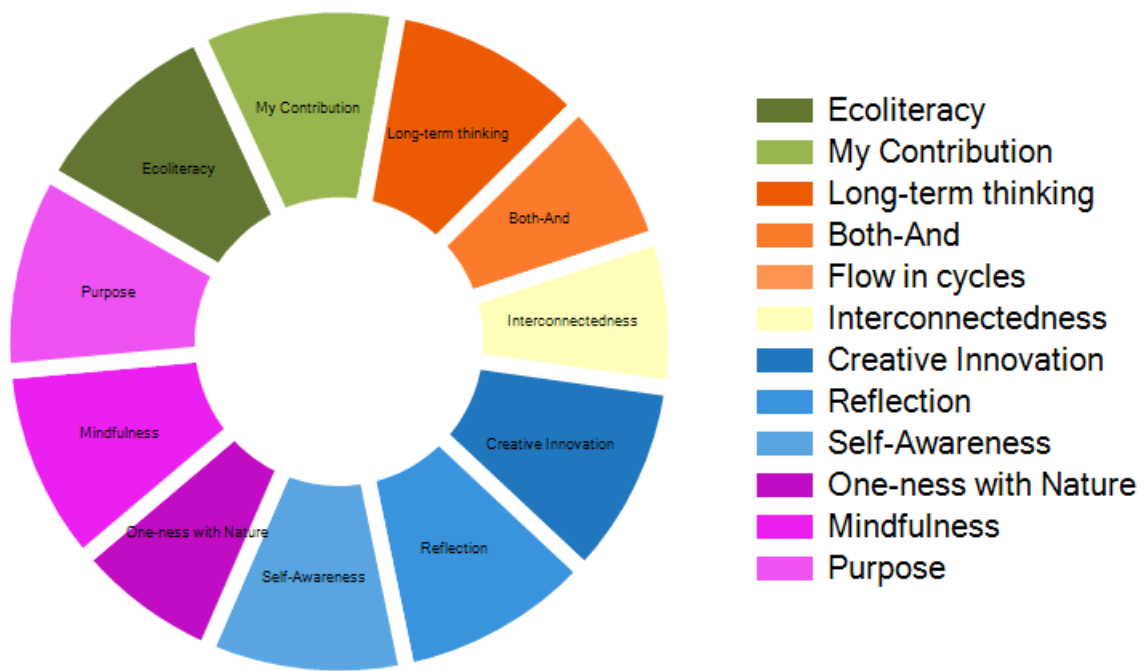 My Contribution
Long-term thinking
Ecoliteracy
Both-And
Purpose
Interconnectedness
Mindfulness
Creative Innovation
One-ness with Nature
Reflection
Self-Awareness
Ecoliteracy
My Contribution
Long-term thinking
Both-And
Flow in cycles
Interconnectedness
Creative Innovation
Reflection
Self-Awareness
One-ness with Nature
Mindfulness
Purpose